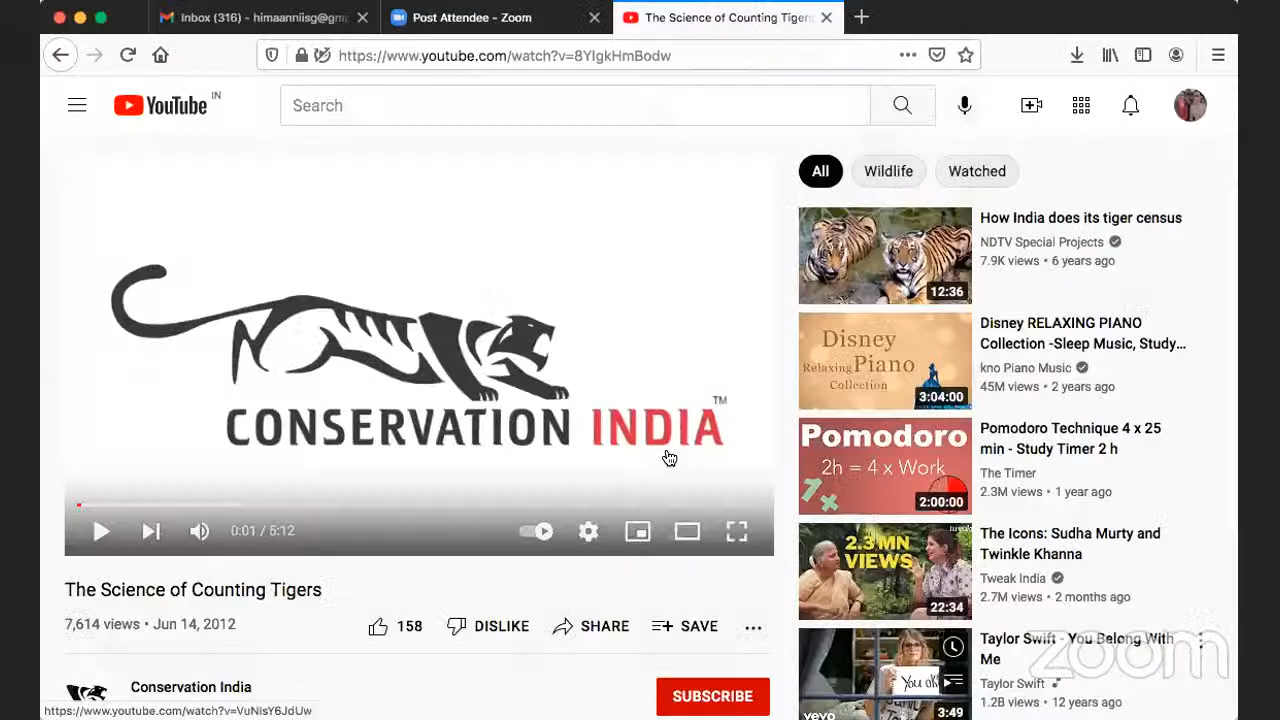 Inbox (316) - himaanniisg@gm
Post Attendee - Zoom
The Science of Counting Tigers
https://www.youtube.com/watch?v=8YlgkHmBodw
YouTube IN
Search
All
Wildlife
Watched
CONSERVATION INDIA TM
0:01 / 5:12
The Science of Counting Tigers
7,614 views • Jun 14, 2012
158
DISLIKE
SHARE
SAVE
Conservation India
SUBSCRIBE
https://www.youtube.com/watch?v=YuNisY6JdUw
How India does its tiger census
NDTV Special Projects
7.9K views • 6 years ago
12:36
Disney
Relaxing Piano
Collection
3:04:00
Disney RELAXING PIANO
Collection -Sleep Music, Study...
kno Piano Music
45M views • 2 years ago
Pomodoro
2h = 4 x Work
1x
2:00:00
Pomodoro Technique 4 x 25
min - Study Timer 2 h
The Timer
2.3M views • 1 year ago
2.3 MN
VIEWS
22:34
The Icons: Sudha Murty and
Twinkle Khanna
Tweak India
2.7M views • 2 months ago
You ok
vevo
3:49
Taylor Swift - You Belong With
Me
Taylor Swift
1.2B views • 12 years ago
zoom